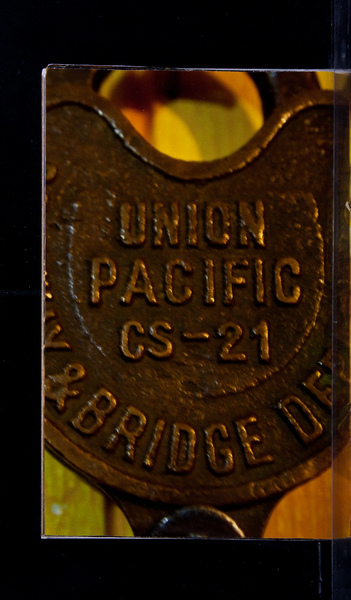 UNION
PACIFIC
CS-21
& BRIDGE